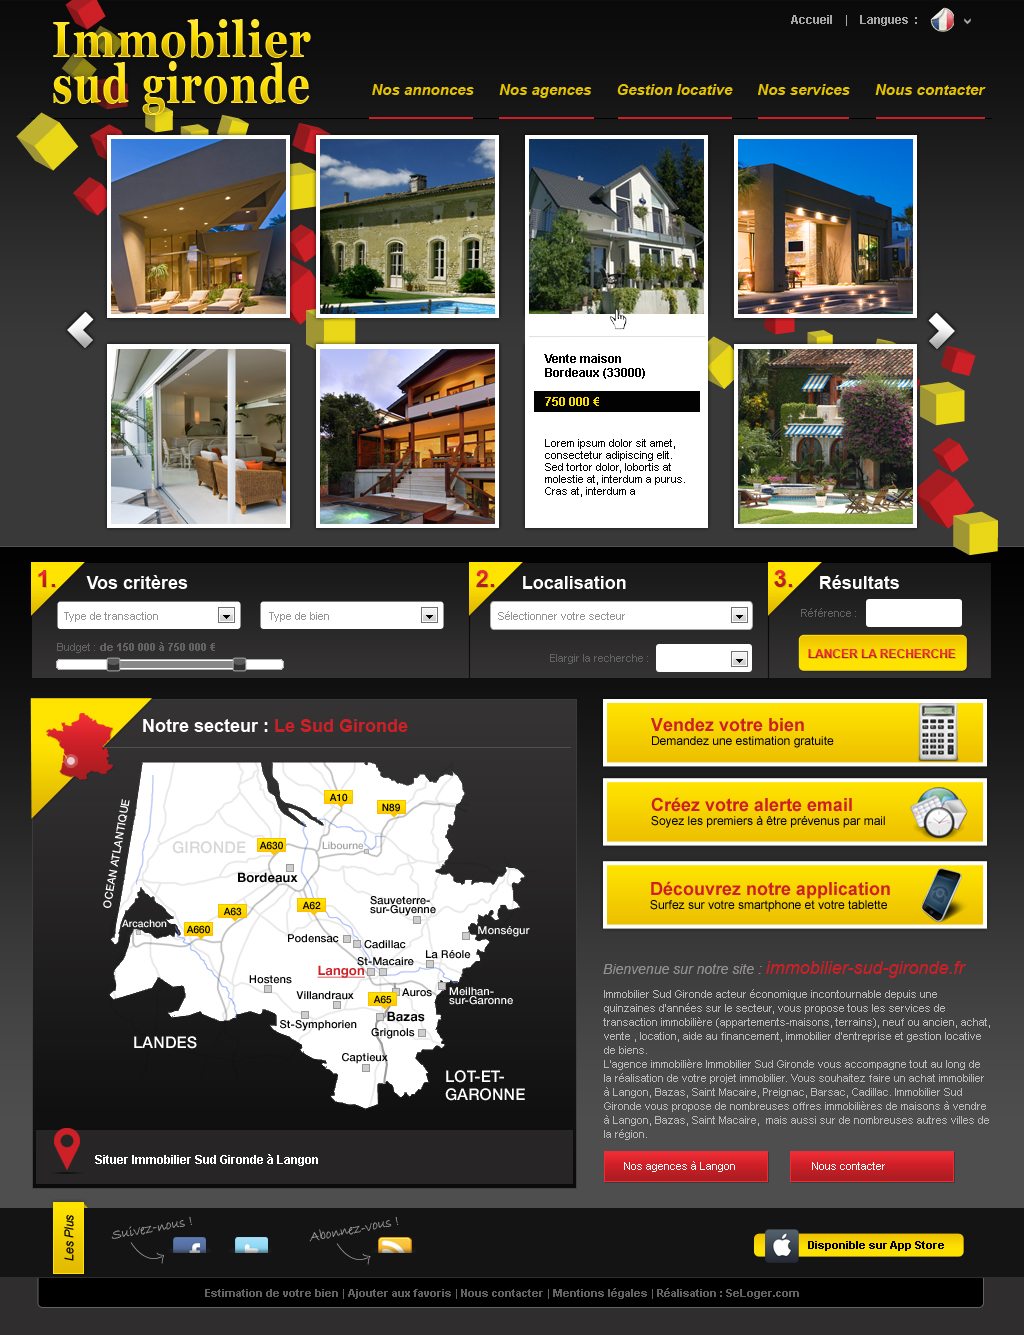 Accueil | Langues :
Immobilier
sud gironde
Nos annonces Nos agences Gestion locative Nos services Nous contacter
Vente maison
Bordeaux (33000)
750 000 €
Lorem ipsum dolor sit amet,
consectetur adipiscing elit.
Sed tortor dolor, lobortis at
molestie at, interdum a purus.
Cras at, interdum a
1. Vos critères
Type de transaction
Type de bien
Budget : de 150 000 à 750 000 €
2. Localisation
Sélectionner votre secteur
Elargir la recherche :
3. Résultats
Référence :
LANCER LA RECHERCHE
Notre secteur : Le Sud Gironde
OCEAN ATLANTIQUE
A10
N89
GIRONDE
A630
Libourne
Bordeaux
A63
A62
Sauveterre-
sur-Guyenne
Arcachon
A660
Podensac
Cadillac
Monségur
St-Macaire
La Réole
Langon
Hostens
Villandraux
A65
Auros
Meilhan-
sur-Garonne
St-Symphorien
Bazas
Grignols
LANDES
Captieux
LOT-ET-
GARONNE
Situer Immobilier Sud Gironde à Langon
Vendez votre bien
Demandez une estimation gratuite
Créez votre alerte email
Soyez les premiers à être prévenus par mail
Découvrez notre application
Surfez sur votre smartphone et votre tablette
Bienvenue sur notre site : immobilier-sud-gironde.fr
Immobilier Sud Gironde acteur économique incontournable depuis une
quinzaines d'années sur le secteur, vous propose tous les services de
transaction immobilière (appartements-maisons, terrains), neuf ou ancien, achat,
vente , location, aide au financement, immobilier d'entreprise et gestion locative
de biens.
L'agence immobilière Immobilier Sud Gironde vous accompagne tout au long de
la réalisation de votre projet immobilier. Vous souhaitez faire un achat immobilier
à Langon, Bazas, Saint Macaire, Preignac, Barsac, Cadillac. Immobilier Sud
Gironde vous propose de nombreuses offres immobilières de maisons à vendre
à Langon, Bazas, Saint Macaire, mais aussi sur de nombreuses autres villes de
la région.
Nos agences à Langon
Nous contacter
Les Plus
Suivez-nous !
Abonnez-vous !
Disponible sur App Store
Estimation de votre bien | Ajouter aux favoris | Nous contacter | Mentions légales | Réalisation : SeLoger.com